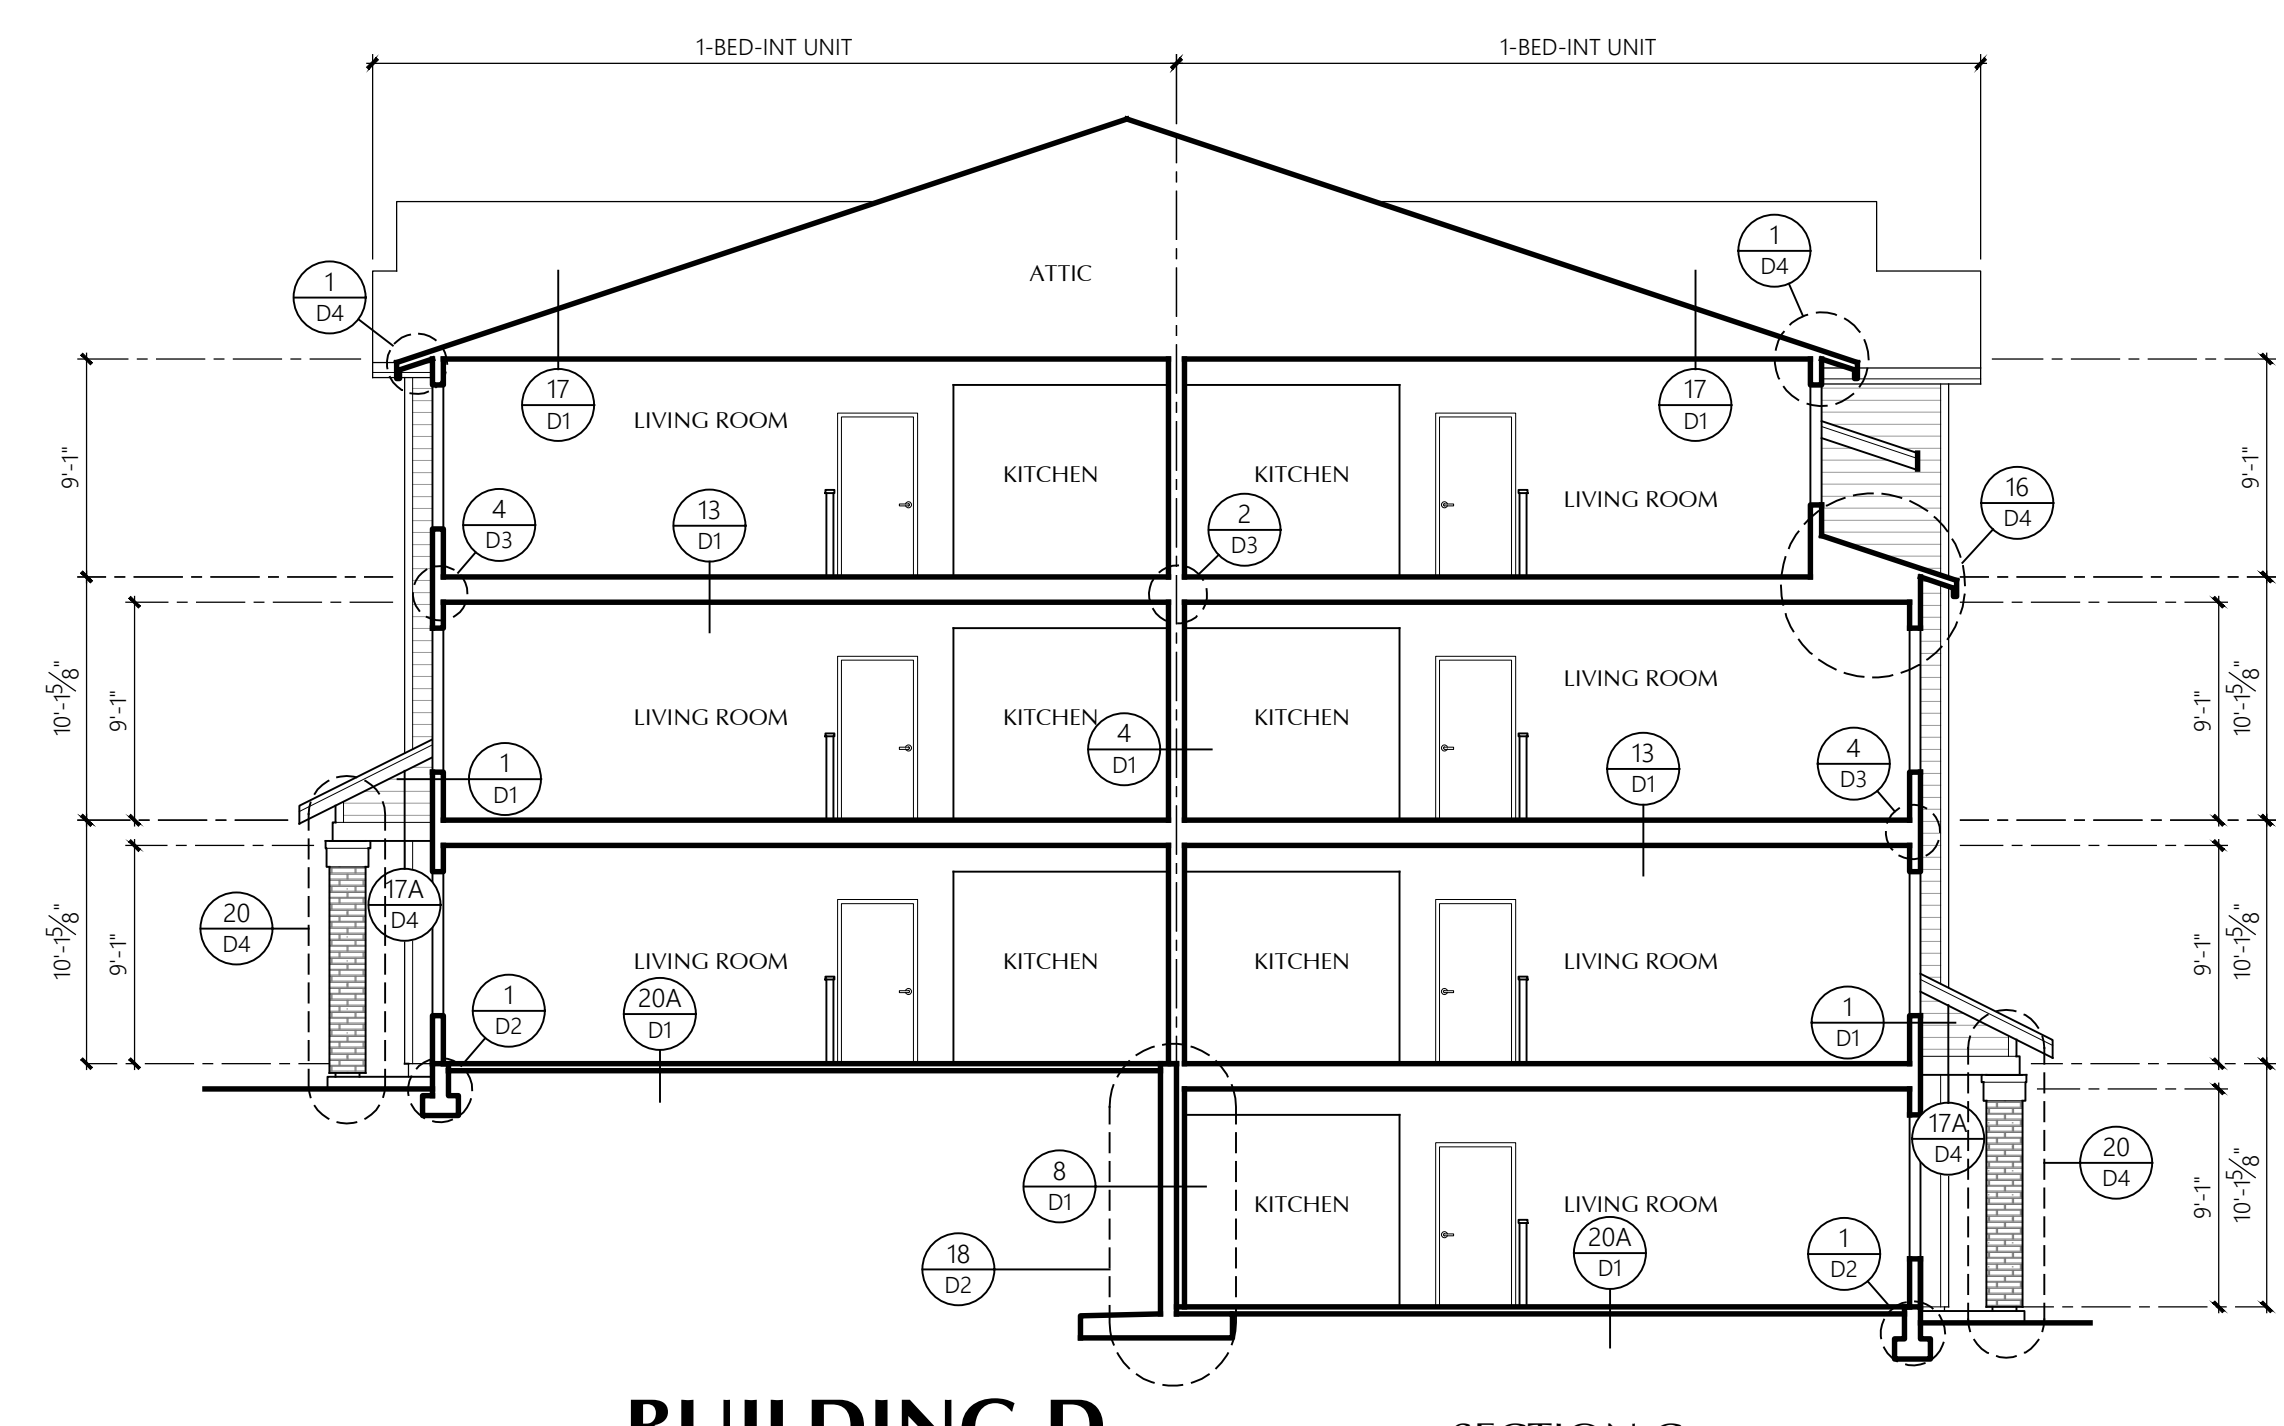 1-BED-INT UNIT
1-BED-INT UNIT
ATTIC
1
D4
1
D4
17
D1
17
D1
LIVING ROOM
KITCHEN
KITCHEN
LIVING ROOM
9'-1"
9'-1"
4
D3
13
D1
2
D3
16
D4
LIVING ROOM
KITCHEN
KITCHEN
LIVING ROOM
10'-1 5/8"
9'-1"
9'-1"
10'-1 5/8"
1
D1
4
D1
13
D1
4
D3
20
D4
17A
D4
10'-1 5/8"
9'-1"
LIVING ROOM
KITCHEN
KITCHEN
LIVING ROOM
9'-1"
10'-1 5/8"
1
D2
20A
D1
1
D1
8
D1
18
D2
KITCHEN
LIVING ROOM
17A
D4
20
D4
9'-1"
10'-1 5/8"
20A
D1
1
D2
BUILDING D